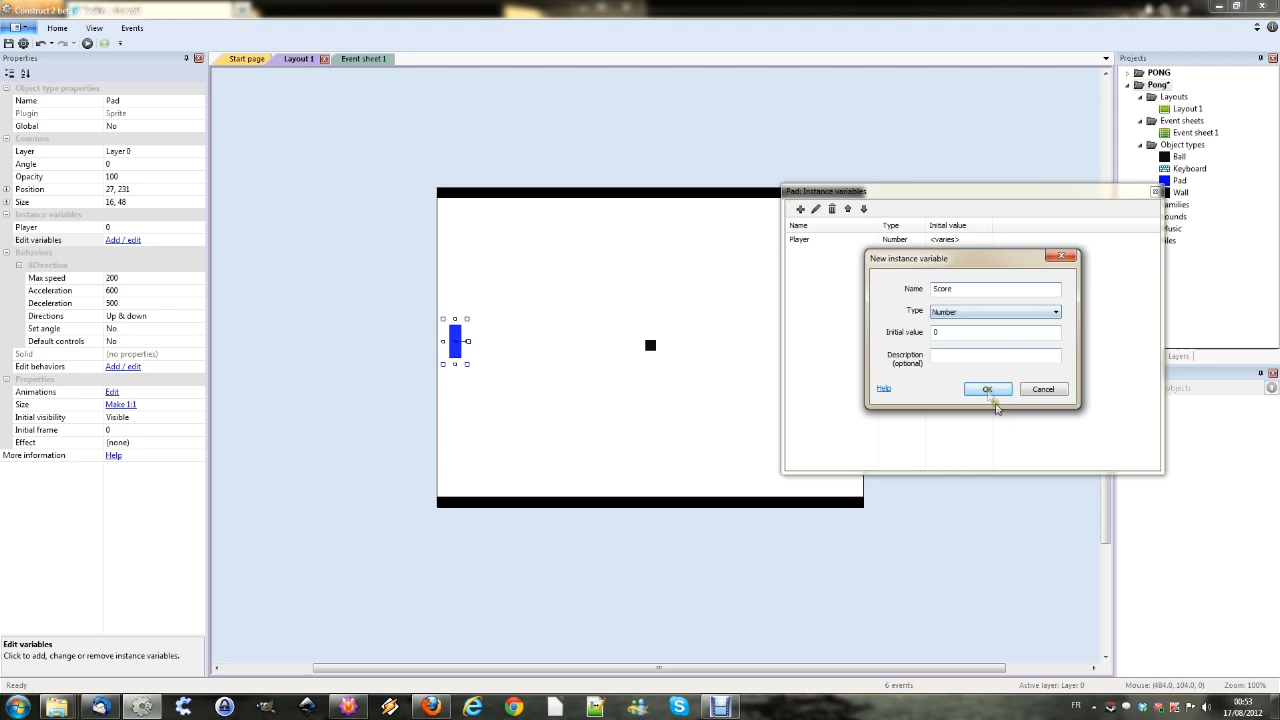 Construct 2 beta
Home View Events
Properties
Start page Layout 1 Event sheet 1
Projects
Object type properties
Name Pad
Plugin Sprite
Global No
Common
Layer Layer 0
Angle 0
Opacity 100
Position 27, 231
Size 16, 48
Instance variables
Player 0
Edit variables Add / edit
Behaviors
8Direction
Max speed 200
Acceleration 600
Deceleration 500
Directions Up & down
Set angle No
Default controls No
Solid (no properties)
Edit behaviors Add / edit
Properties
Animations Edit
Size Make 1:1
Initial visibility Visible
Initial frame 0
Effect (none)
More information Help
Edit variables
Click to add, change or remove instance variables.
Pad: Instance variables
Name Type Initial value
Player Number <varies>
New instance variable
Name Score
Type Number
Initial value 0
Description
(optional)
Help OK Cancel
PONG
Pong*
Layouts
Layout 1
Event sheets
Event sheet 1
Object types
Ball
Keyboard
Pad
Wall
Families
Layers
Ready 6 events Active layer: Layer 0 Mouse: (484.0, 104.0, 0) Zoom: 100%
FR
00:53
17/08/2012